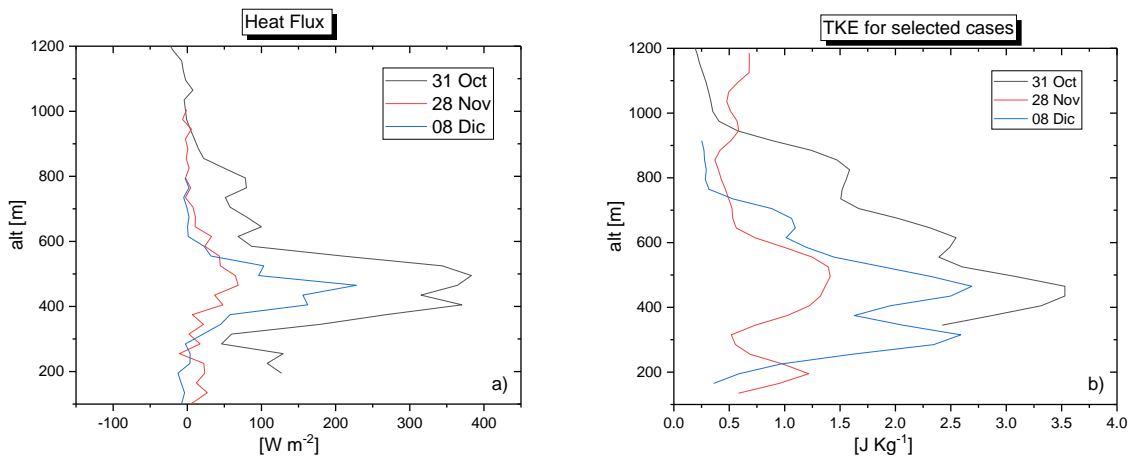 Heat Flux
1200
1000
800
600
400
200
alt [m]
31 Oct
28 Nov
08 Dic
a)
-100 0 100 200 300 400
[W m⁻²]
TKE for selected cases
1200
1000
800
600
400
200
alt [m]
31 Oct
28 Nov
08 Dic
b)
0.0 0.5 1.0 1.5 2.0 2.5 3.0 3.5 4.0
[J Kg⁻¹]